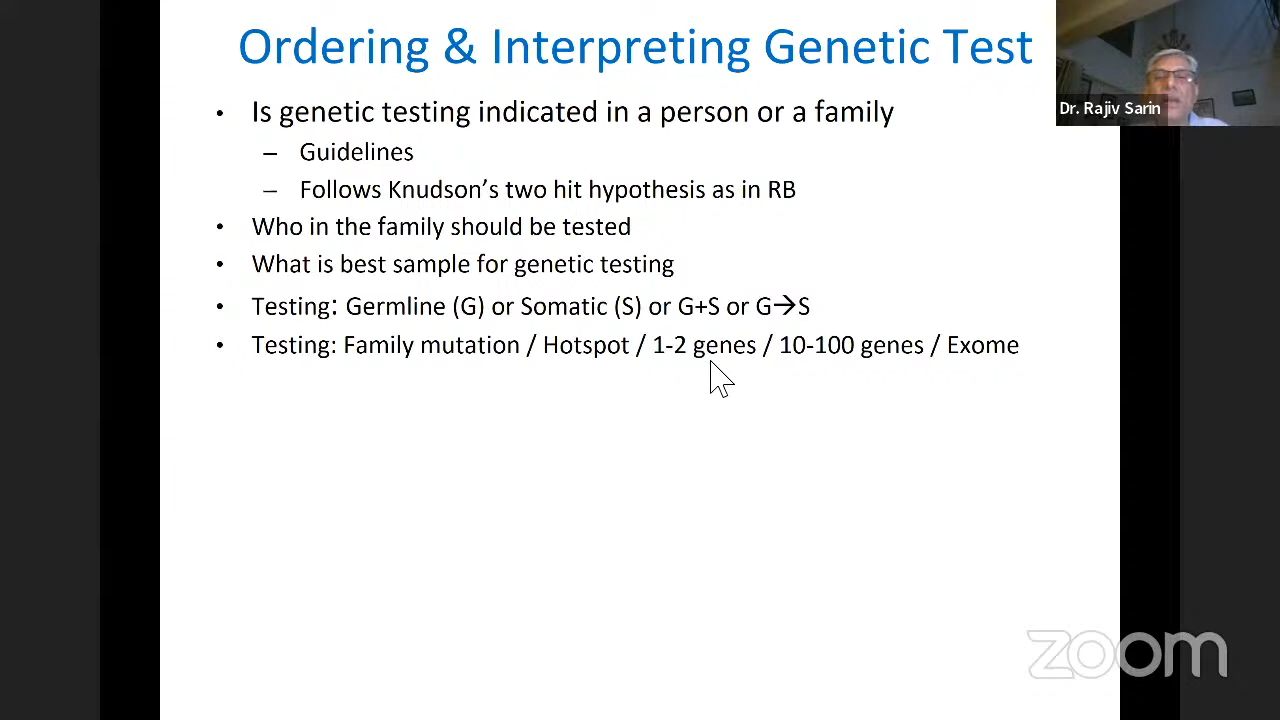 Ordering & Interpreting Genetic Test
Dr. Rajiv Sarin
• Is genetic testing indicated in a person or a family
– Guidelines
– Follows Knudson's two hit hypothesis as in RB
• Who in the family should be tested
• What is best sample for genetic testing
• Testing: Germline (G) or Somatic (S) or G+S or G→S
• Testing: Family mutation / Hotspot / 1-2 genes / 10-100 genes / Exome
zoom